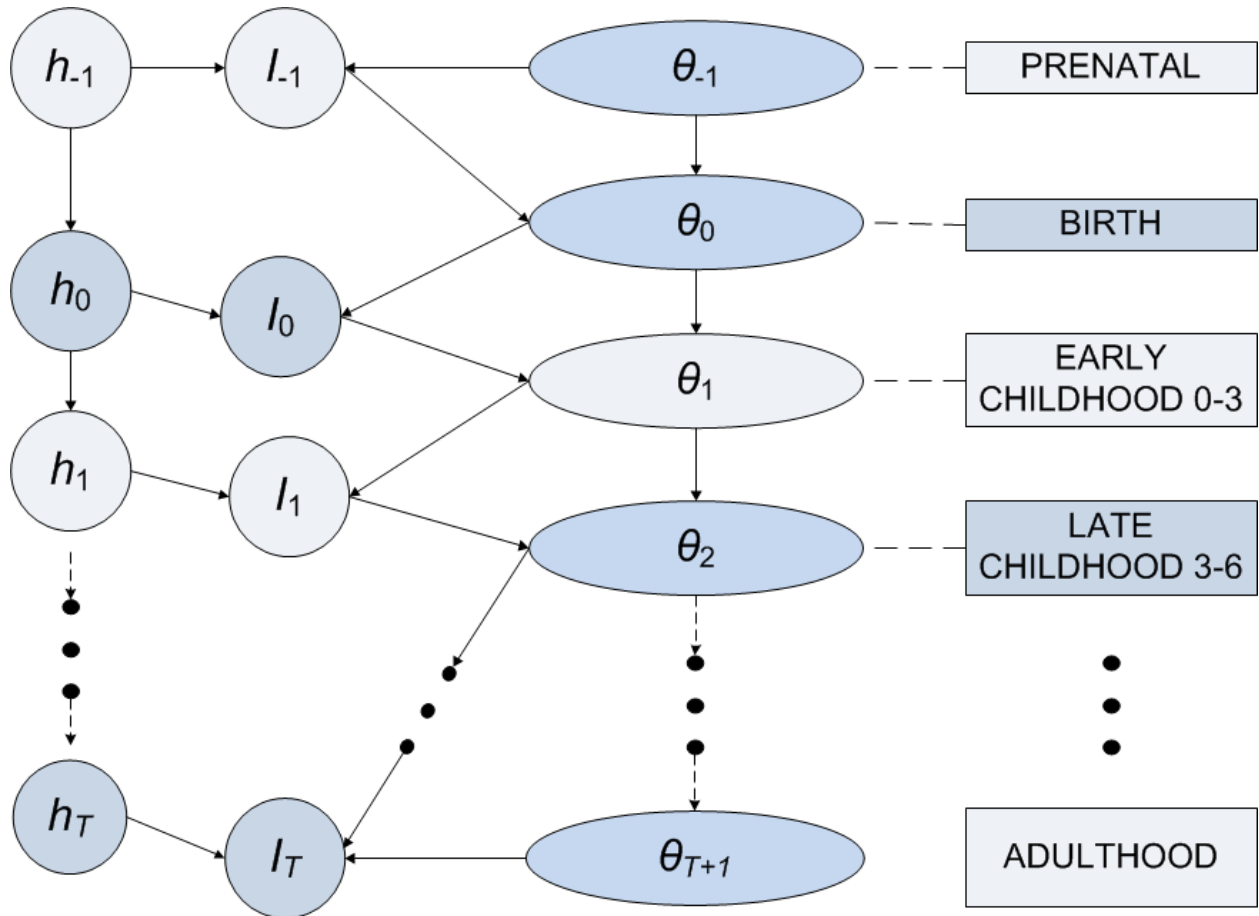 h-1
I-1
θ-1
PRENATAL
θ0
BIRTH
h0
I0
θ1
EARLY
CHILDHOOD 0-3
h1
I1
θ2
LATE
CHILDHOOD 3-6
hT
IT
θT+1
ADULTHOOD